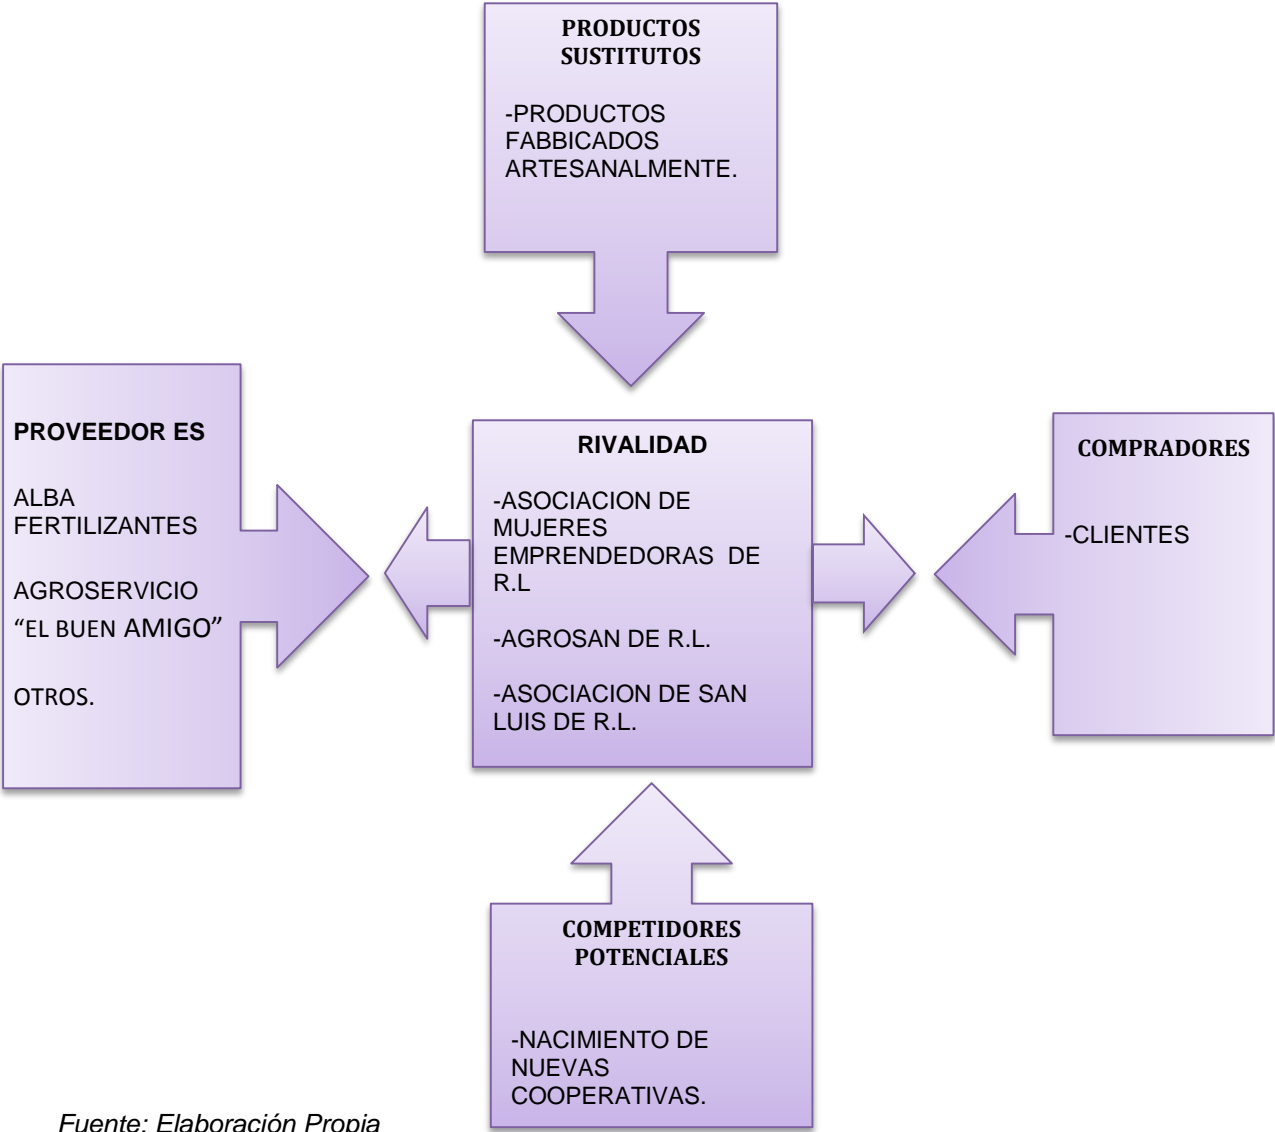 PRODUCTOS
SUSTITUTOS
-PRODUCTOS
FABBICADOS
ARTESANALMENTE.
PROVEEDOR ES
ALBA
FERTILIZANTES
AGROSERVICIO
“EL BUEN AMIGO”
OTROS.
RIVALIDAD
-ASOCIACION DE
MUJERES
EMPRENDEDORAS DE
R.L
-AGROSAN DE R.L.
-ASOCIACION DE SAN
LUIS DE R.L.
COMPRADORES
-CLIENTES
COMPETIDORES
POTENCIALES
-NACIMIENTO DE
NUEVAS
COOPERATIVAS.
Fuente: Elaboración Propia